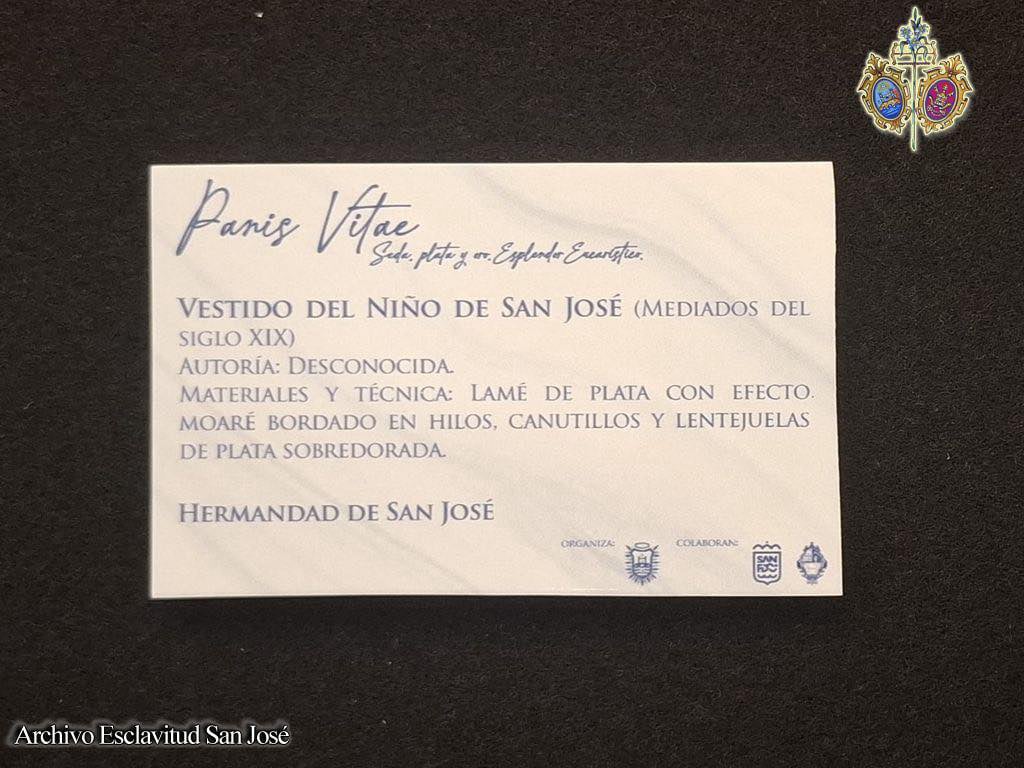 Panis Vitae
Seda, plata y oro. Esplendor Eucarístico.
VESTIDO DEL NIÑO DE SAN JOSÉ (MEDIADOS DEL
SIGLO XIX)
AUTORÍA: DESCONOCIDA.
MATERIALES Y TÉCNICA: LAMÉ DE PLATA CON EFECTO
MOARÉ BORDADO EN HILOS, CANUTILLOS Y LENTEJUELAS
DE PLATA SOBREDORADA.
HERMANDAD DE SAN JOSÉ
ORGANIZA: COLABORAN:
SAN
FDO
Archivo Esclavitud San José